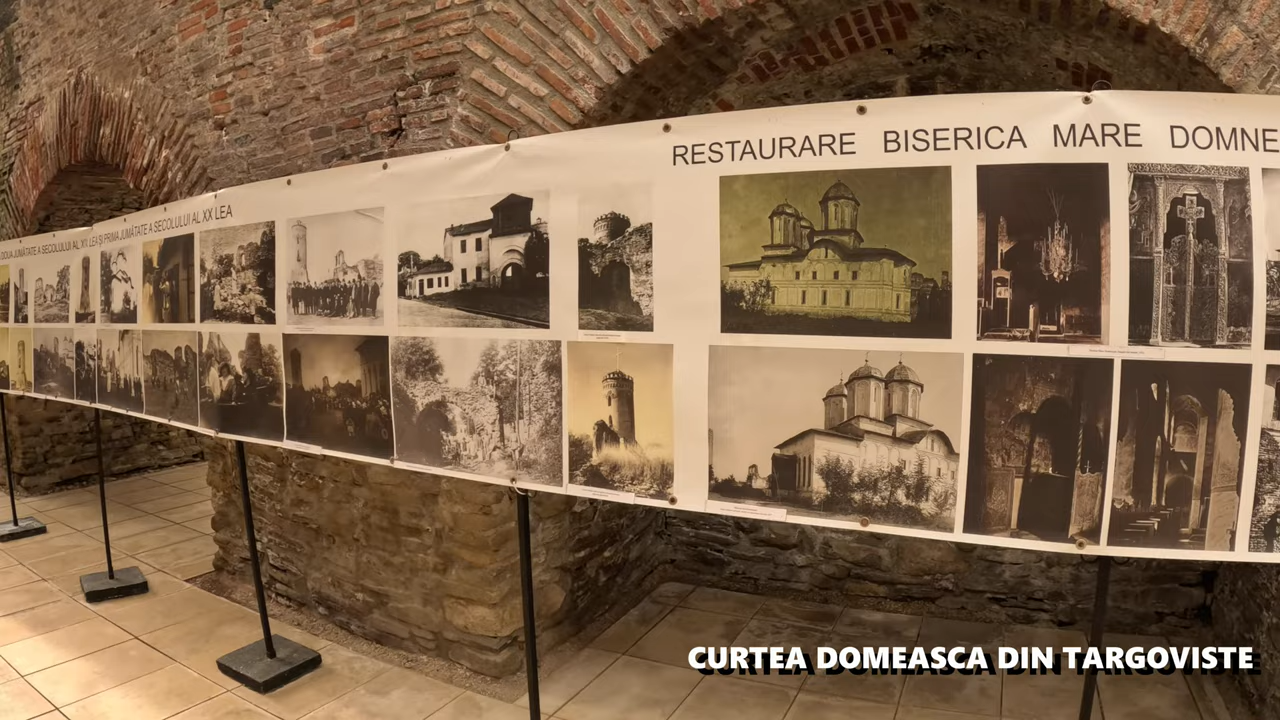 RESTAURARE BISERICA MARE DOMNE
DOUA JUMĂTATE A SECOLULUI AL XIX LEA ȘI PRIMA JUMĂTATE A SECOLULUI AL XX LEA
CURTEA DOMEASCA DIN TARGOVISTE